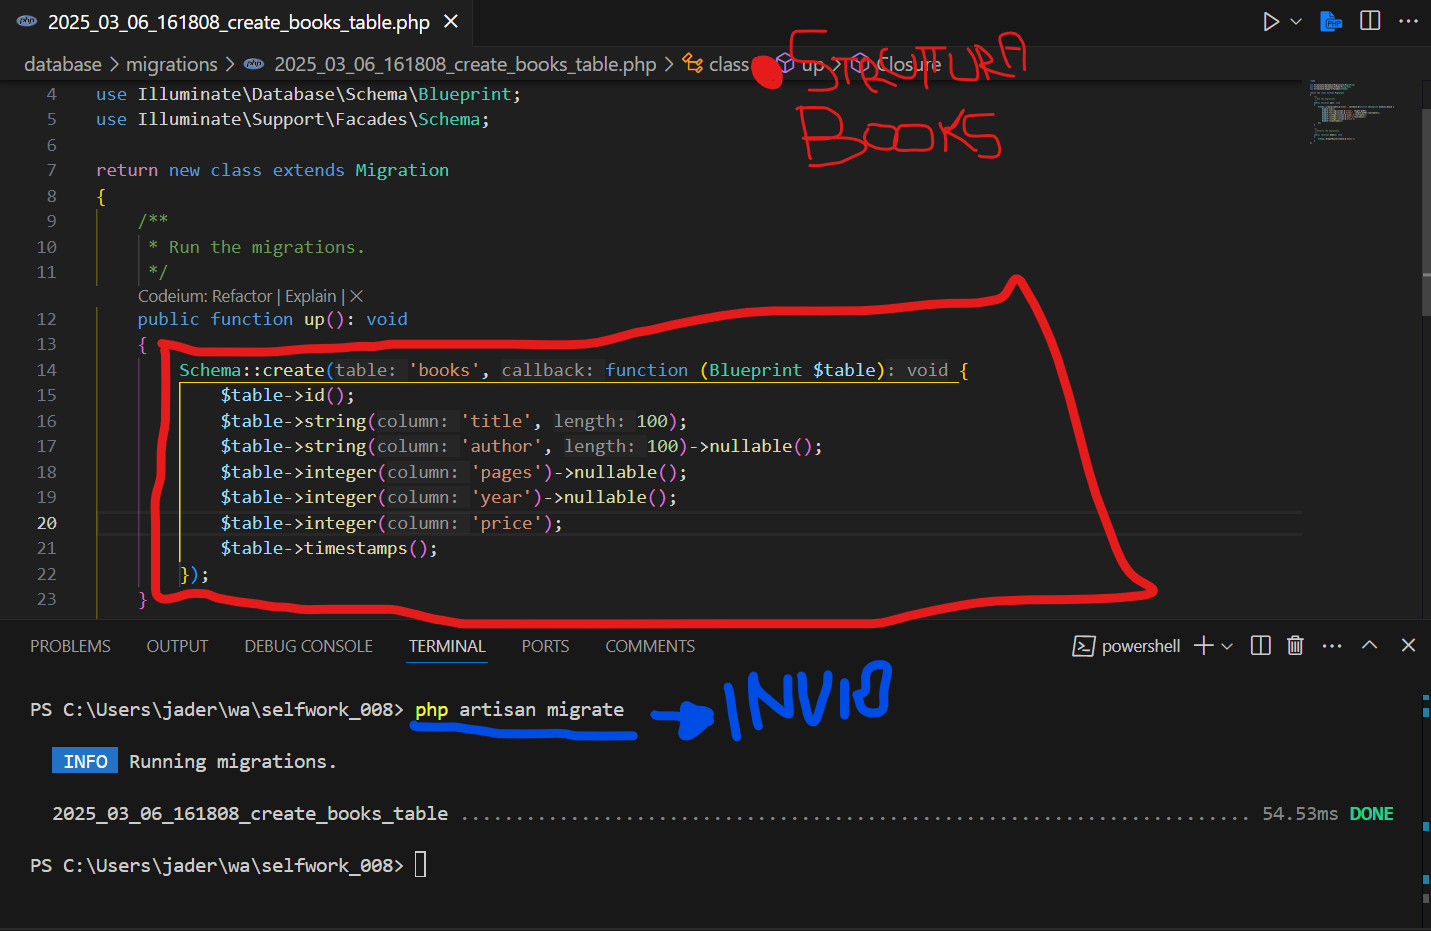 php 2025_03_06_161808_create_books_table.php ×
PHP
database > migrations > php 2025_03_06_161808_create_books_table.php > class > up > Closure
STRUTTURA
BOOKS
4 use Illuminate\Database\Schema\Blueprint;
5 use Illuminate\Support\Facades\Schema;
6
7 return new class extends Migration
8 {
9 /**
10 * Run the migrations.
11 */
Codeium: Refactor | Explain | ×
12 public function up(): void
13 {
14 Schema::create(table: 'books', callback: function (Blueprint $table): void {
15 $table->id();
16 $table->string(column: 'title', length: 100);
17 $table->string(column: 'author', length: 100)->nullable();
18 $table->integer(column: 'pages')->nullable();
19 $table->integer(column: 'year')->nullable();
20 $table->integer(column: 'price');
21 $table->timestamps();
22 });
23 }
PROBLEMS OUTPUT DEBUG CONSOLE TERMINAL PORTS COMMENTS powershell
PS C:\Users\jader\wa\selfwork_008> php artisan migrate
INVIO
INFO Running migrations.
2025_03_06_161808_create_books_table ............................................................................ 54.53ms DONE
PS C:\Users\jader\wa\selfwork_008>